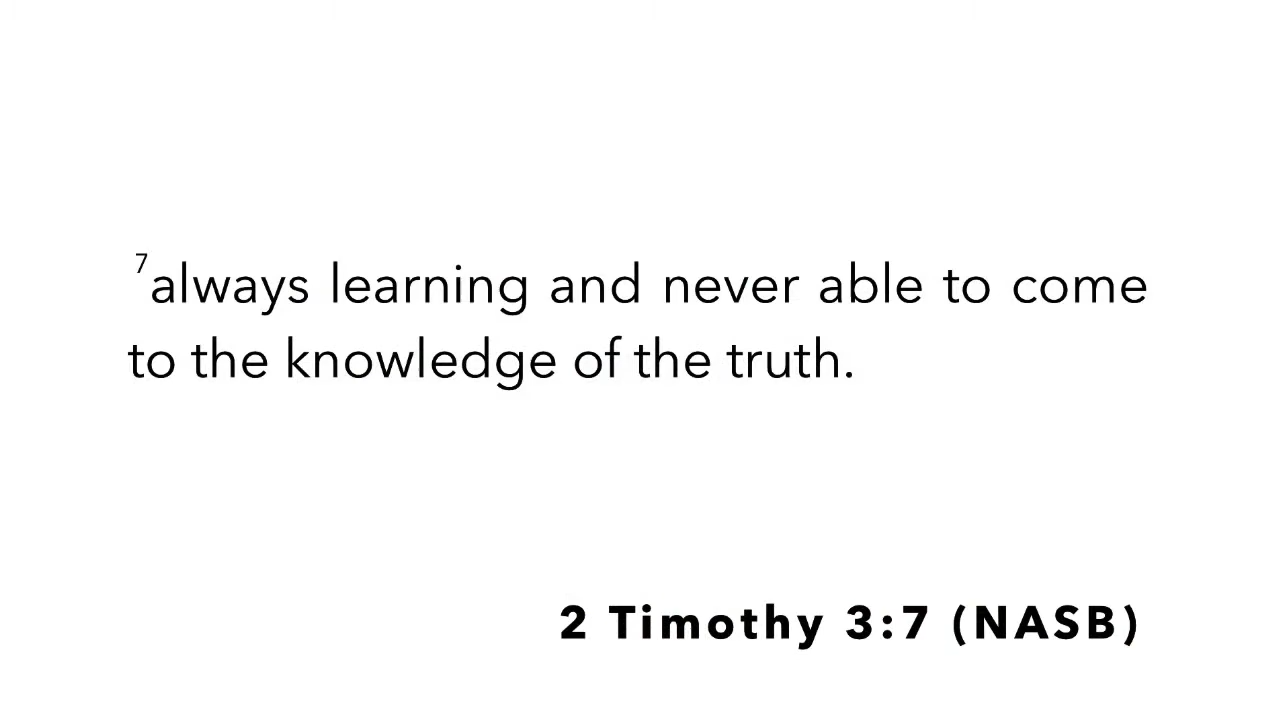 7always learning and never able to come
to the knowledge of the truth.
2 Timothy 3:7 (NASB)